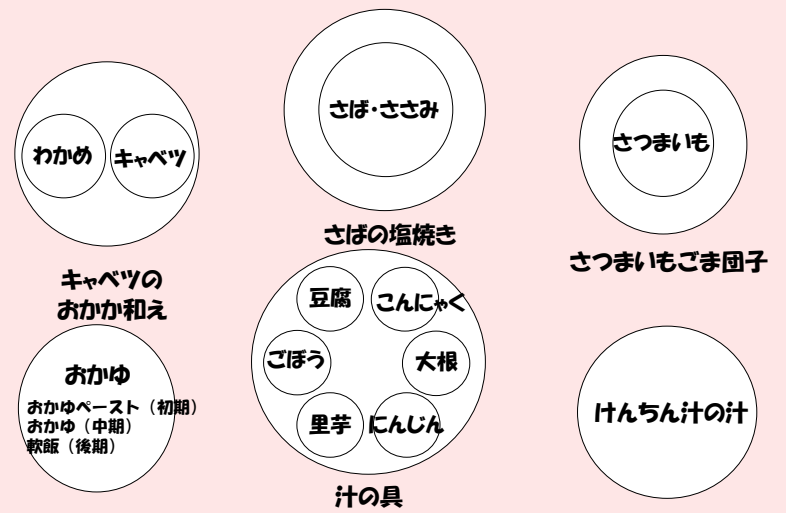 わかめ
キャベツ
キャベツの
おかか和え
さば・ささみ
さばの塩焼き
さつまいも
さつまいもごま団子
おかゆ
おかゆペースト（初期）
おかゆ（中期）
軟飯（後期）
豆腐
こんにゃく
ごぼう
大根
里芋
にんじん
汁の具
けんちん汁の汁